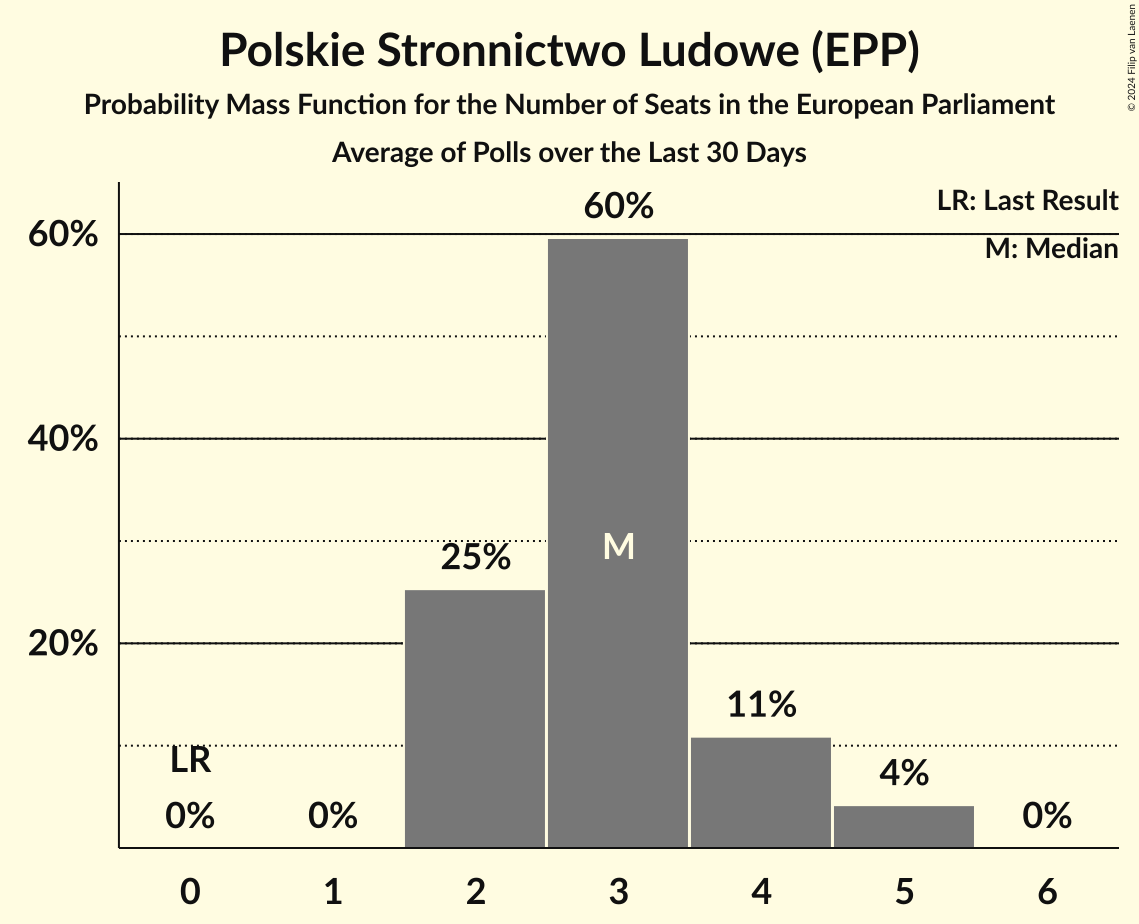 Polskie Stronnictwo Ludowe (EPP)
Probability Mass Function for the Number of Seats in the European Parliament
Average of Polls over the Last 30 Days
© 2024 Filip van Laenen
LR: Last Result
M: Median
60%
40%
20%
60%
25%
M
11%
4%
LR
0%
0%
0%
0 1 2 3 4 5 6